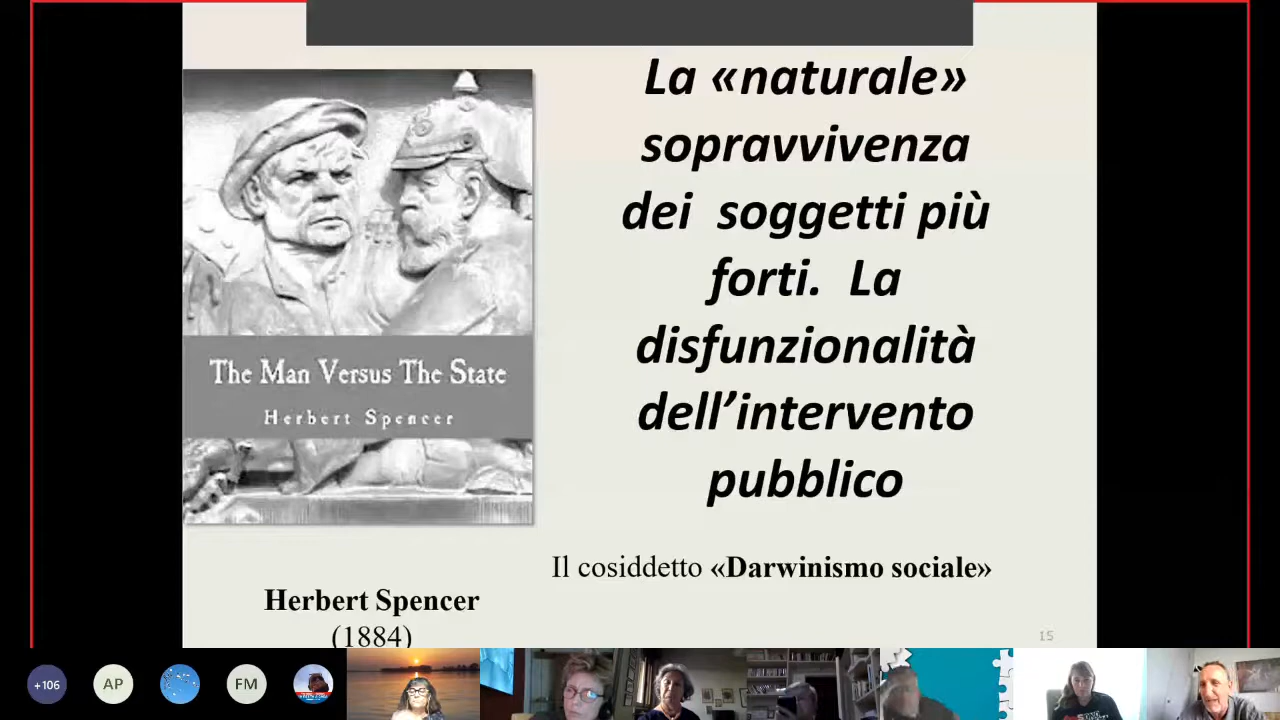 La «naturale»
sopravvivenza
dei soggetti più
forti. La
disfunzionalità
dell’intervento
pubblico
The Man Versus The State
Herbert Spencer
Il cosiddetto «Darwinismo sociale»
Herbert Spencer
(1884)
15
+106
AP
FM